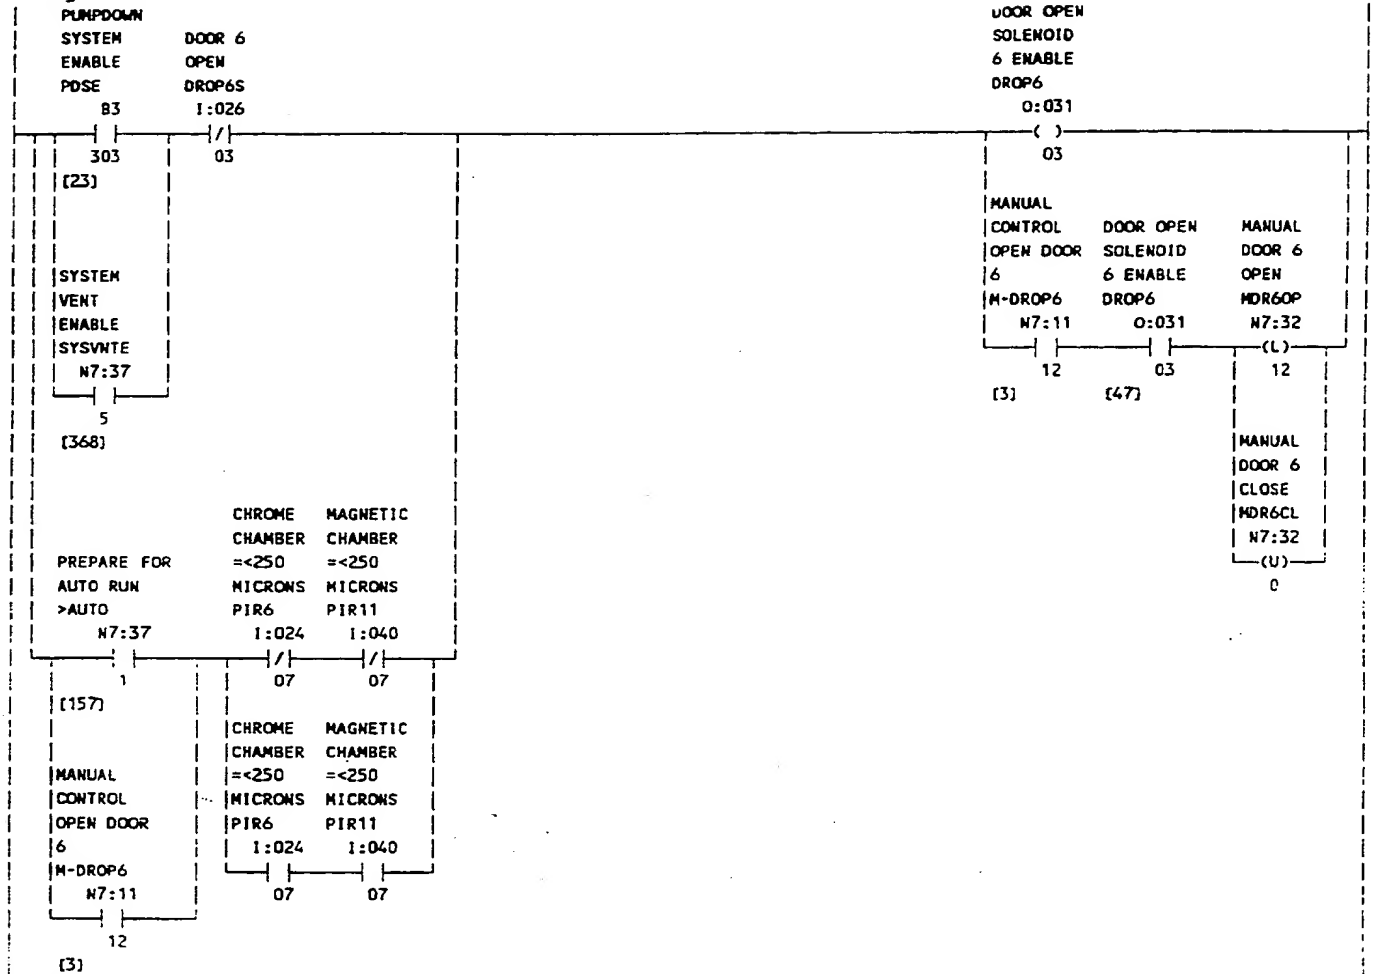 PUMPDOWN DOOR OPEN
SYSTEM DOOR 6 SOLENOID
ENABLE OPEN 6 ENABLE
PDSE DROP6S DROP6
B3 I:026 O:031
303 03 03
[23]
MANUAL
CONTROL DOOR OPEN MANUAL
OPEN DOOR SOLENOID DOOR 6
SYSTEM 6 6 ENABLE OPEN
VENT M-DROP6 DROP6 MDR6OP
ENABLE N7:11 O:031 N7:32
SYSVNTE (L)
N7:37 12 03 12
5 [3] [47]
[368] MANUAL
DOOR 6
CLOSE
CHROME MAGNETIC MDR6CL
CHAMBER CHAMBER N7:32
PREPARE FOR =<250 =<250 (U)
AUTO RUN MICRONS MICRONS 0
>AUTO PIR6 PIR11
N7:37 I:024 I:040
1 07 07
[157]
CHROME MAGNETIC
CHAMBER CHAMBER
MANUAL =<250 =<250
CONTROL MICRONS MICRONS
OPEN DOOR PIR6 PIR11
6 I:024 I:040
M-DROP6
N7:11 07 07
12
[3]